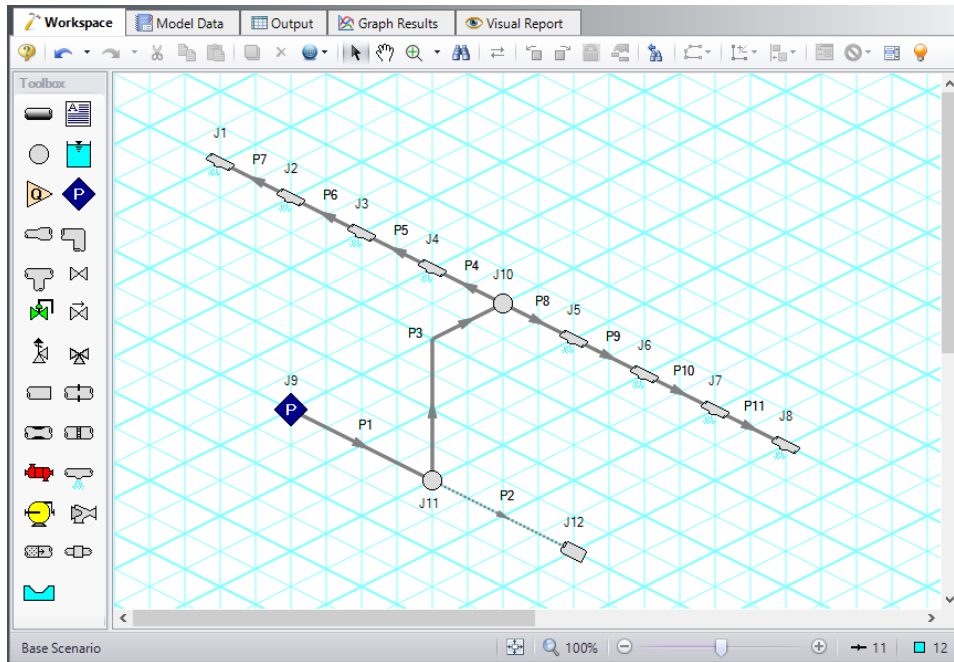 Workspace
Model Data
Output
Graph Results
Visual Report
Toolbox
A
Q
P
J1
P7
J2
P6
J3
P5
J4
P4
J10
P8
J5
P3
P9
J6
P10
J7
J9
P
P11
J8
P1
P2
J11
J12
Base Scenario
100%
11
12